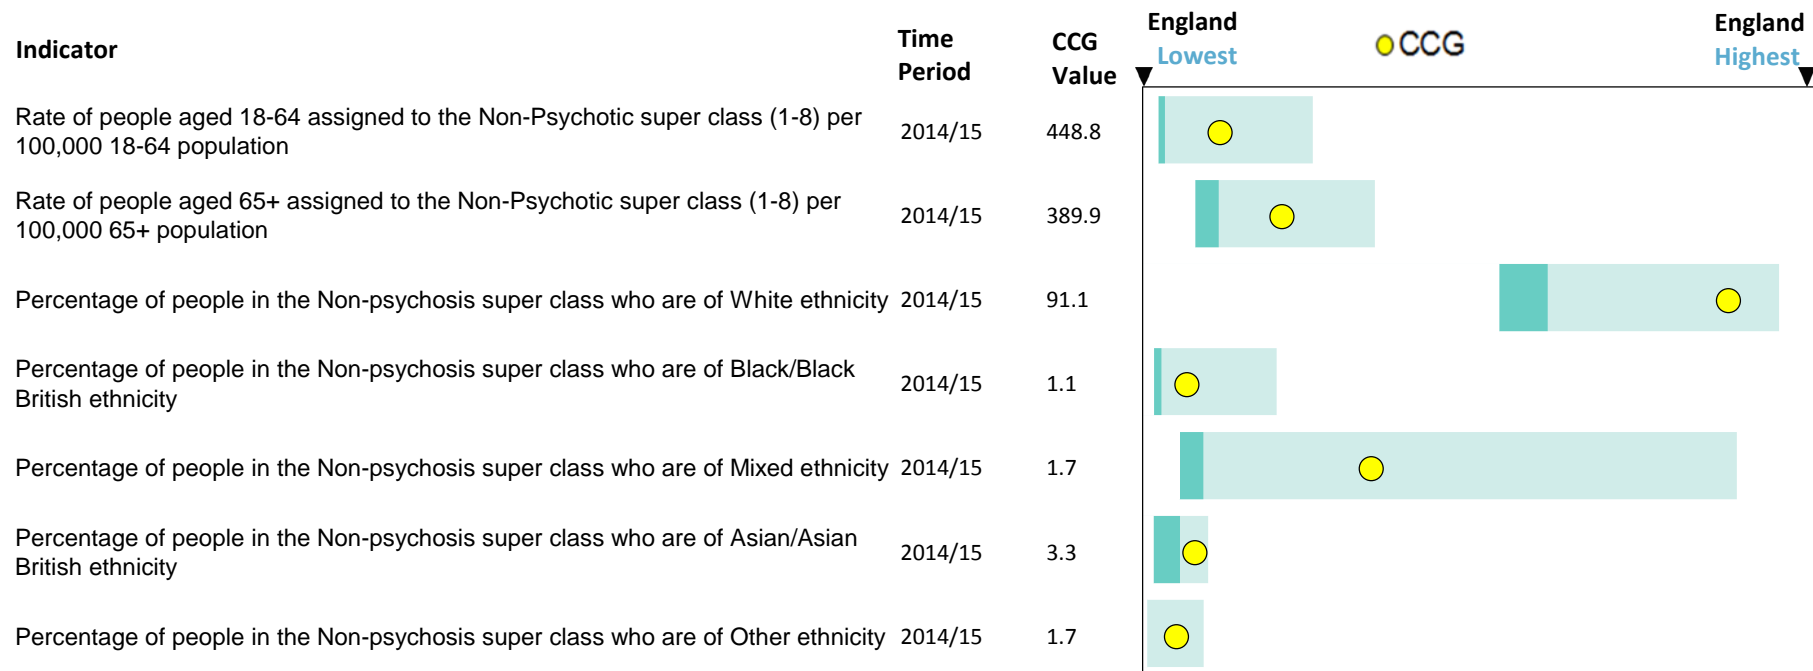 Indicator
Time Period
CCG Value
England Lowest
CCG
England Highest
Rate of people aged 18-64 assigned to the Non-Psychotic super class (1-8) per
100,000 18-64 population
2014/15
448.8
Rate of people aged 65+ assigned to the Non-Psychotic super class (1-8) per
100,000 65+ population
2014/15
389.9
Percentage of people in the Non-psychosis super class who are of White ethnicity
2014/15
91.1
Percentage of people in the Non-psychosis super class who are of Black/Black
British ethnicity
2014/15
1.1
Percentage of people in the Non-psychosis super class who are of Mixed ethnicity
2014/15
1.7
Percentage of people in the Non-psychosis super class who are of Asian/Asian
British ethnicity
2014/15
3.3
Percentage of people in the Non-psychosis super class who are of Other ethnicity
2014/15
1.7